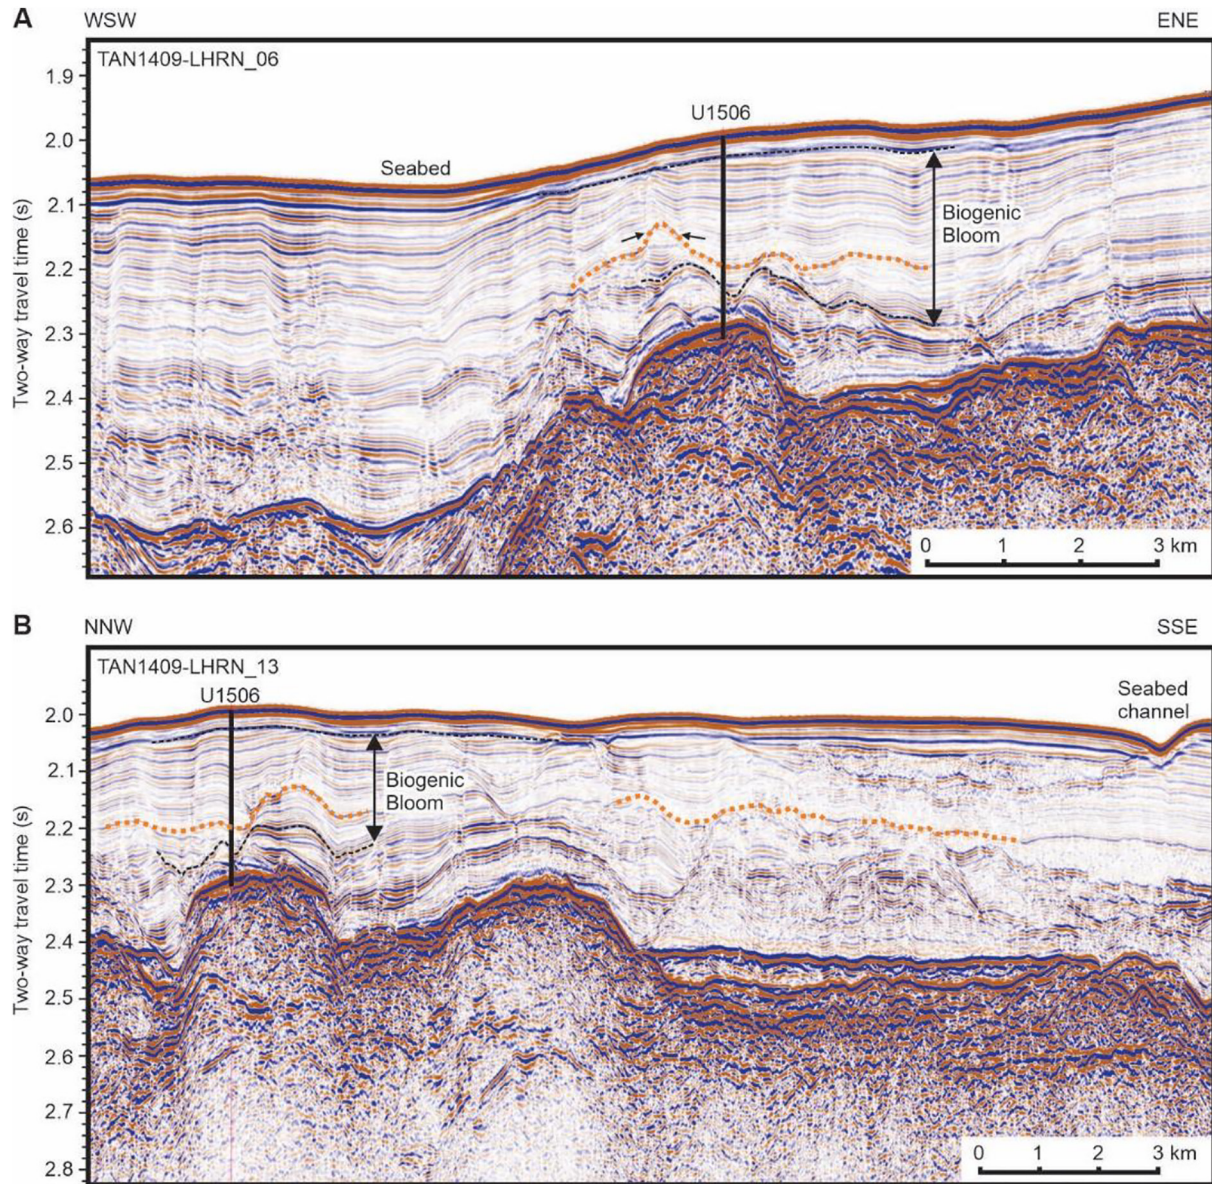 A
WSW
ENE
TAN1409-LHRN_06
U1506
Seabed
Biogenic
Bloom
Two-way travel time (s)
1.9
2.0
2.1
2.2
2.3
2.4
2.5
2.6
0 1 2 3 km
B
NNW
SSE
TAN1409-LHRN_13
U1506
Seabed
channel
Biogenic
Bloom
Two-way travel time (s)
2.0
2.1
2.2
2.3
2.4
2.5
2.6
2.7
2.8
0 1 2 3 km